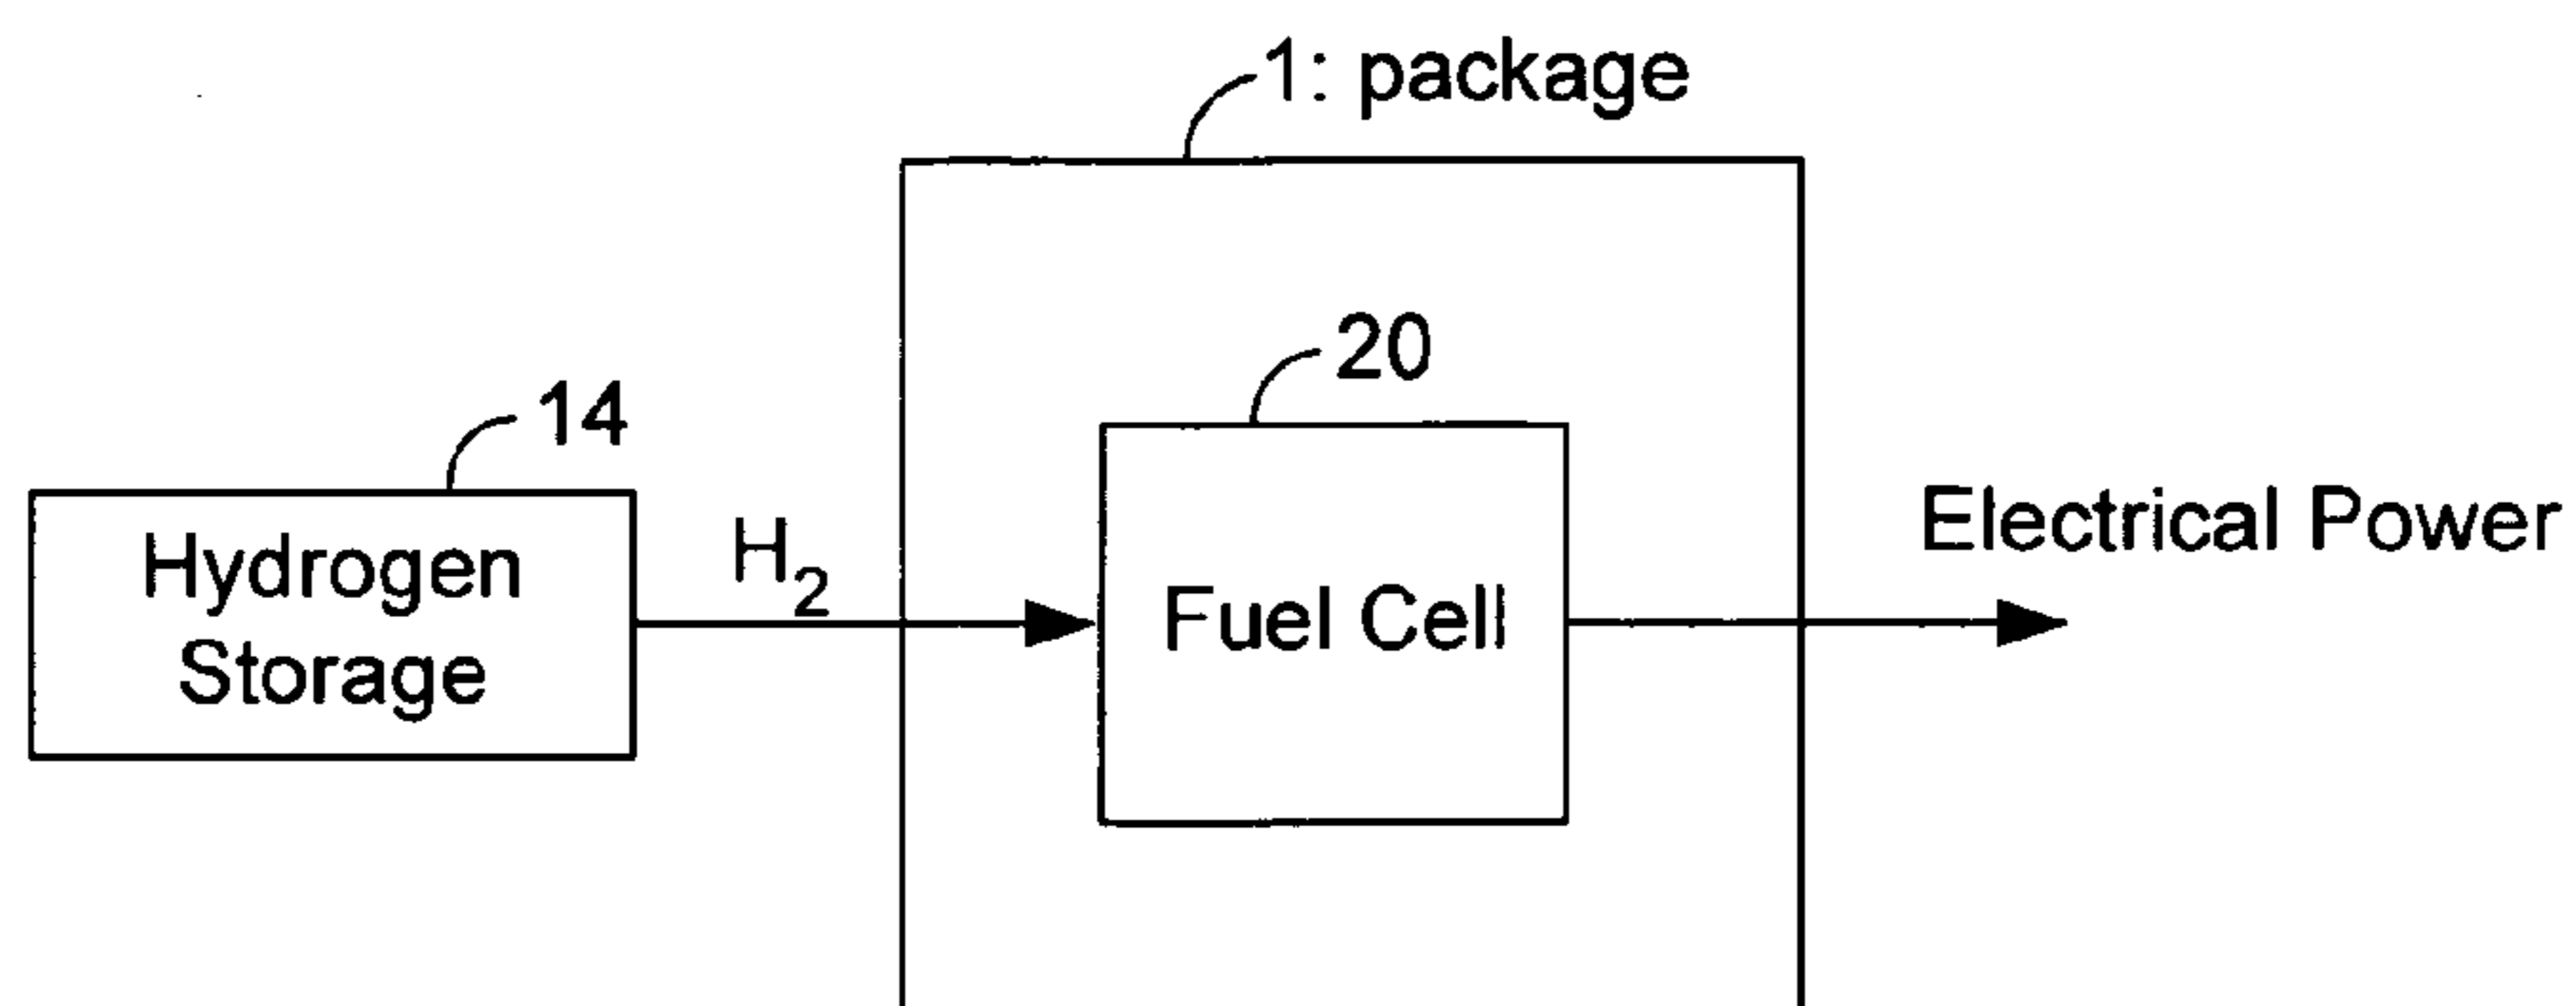 1: package
20
14
Hydrogen
Storage
H₂
Fuel Cell
Electrical Power